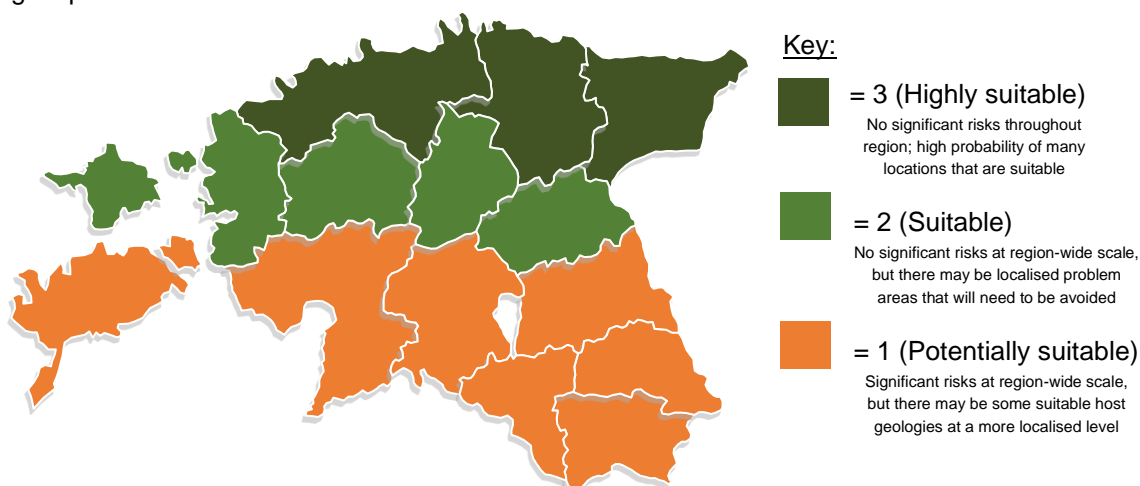 Key:
= 3 (Highly suitable)
No significant risks throughout
region; high probability of many
locations that are suitable
= 2 (Suitable)
No significant risks at region-wide scale,
but there may be localised problem
areas that will need to be avoided
= 1 (Potentially suitable)
Significant risks at region-wide scale,
but there may be some suitable host
geologies at a more localised level